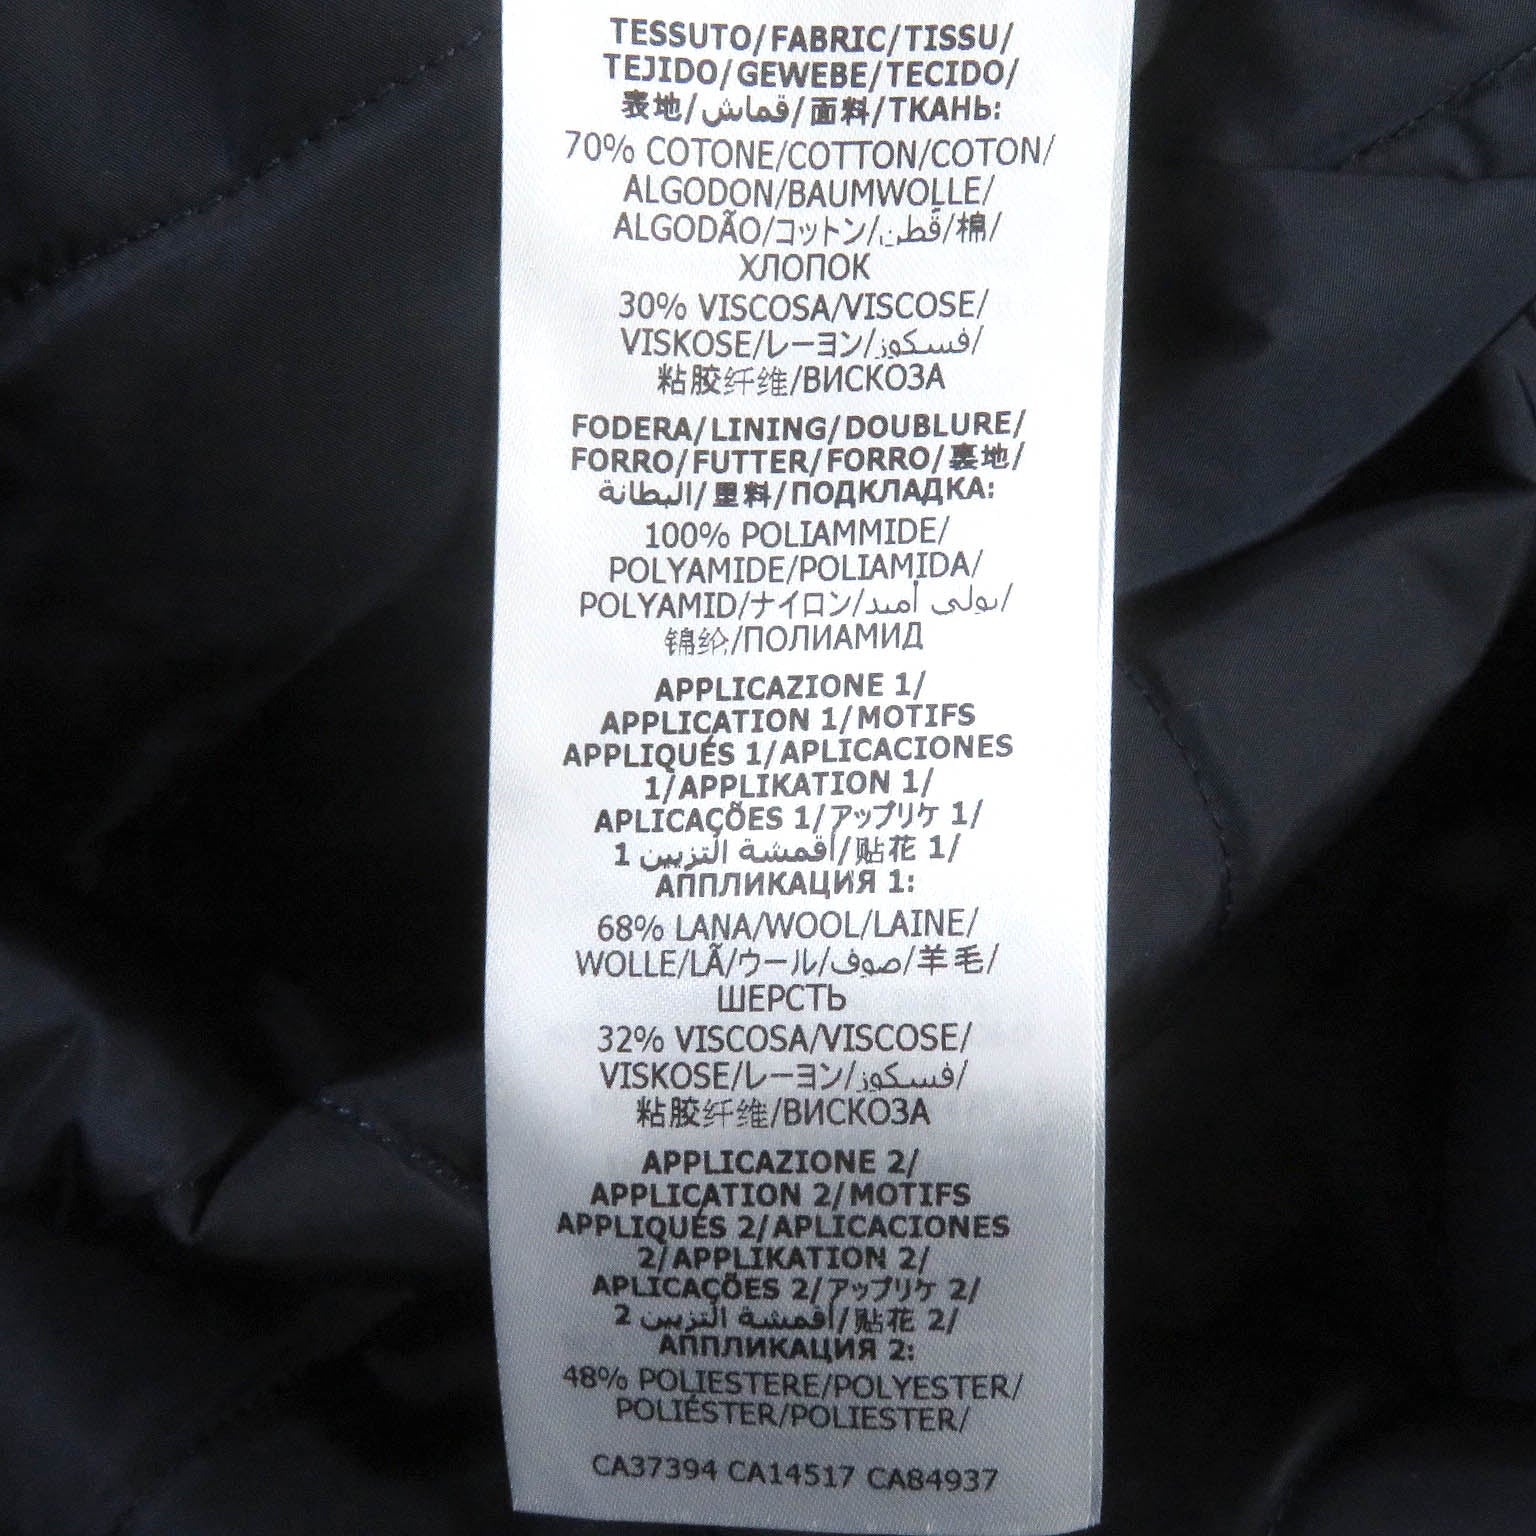 TESSUTO/FABRIC/TISSU/
TEJIDO/GEWEBE/TECIDO/
表地/قماش/面料/ТКАНЬ:
70% COTONE/COTTON/COTON/
ALGODON/BAUMWOLLE/
ALGODÃO/コットン/قطن/棉/
ХЛОПОК
30% VISCOSA/VISCOSE/
VISKOSE/レーヨン/فسكوز/
粘胶纤维/ВИСКОЗА
FODERA/LINING/DOUBLURE/
FORRO/FUTTER/FORRO/裏地/
البطانة/里料/ПОДКЛАДКА:
100% POLIAMMIDE/
POLYAMIDE/POLIAMIDA/
POLYAMID/ナイロン/بولي أميد/
锦纶/ПОЛИАМИД
APPLICAZIONE 1/
APPLICATION 1/MOTIFS
APPLIQUÉS 1/APLICACIONES
1/APPLIKATION 1/
APLICAÇÕES 1/アップリケ 1/
أقمشة التزيين 1/贴花 1/
АППЛИКАЦИЯ 1:
68% LANA/WOOL/LAINE/
WOLLE/LÃ/ウール/صوف/羊毛/
ШЕРСТЬ
32% VISCOSA/VISCOSE/
VISKOSE/レーヨン/فسكوز/
粘胶纤维/ВИСКОЗА
APPLICAZIONE 2/
APPLICATION 2/MOTIFS
APPLIQUÉS 2/APLICACIONES
2/APPLIKATION 2/
APLICAÇÕES 2/アップリケ 2/
أقمشة التزيين 2/贴花 2/
АППЛИКАЦИЯ 2:
48% POLIESTERE/POLYESTER/
POLIÉSTER/POLIESTER/
CA37394 CA14517 CA84937